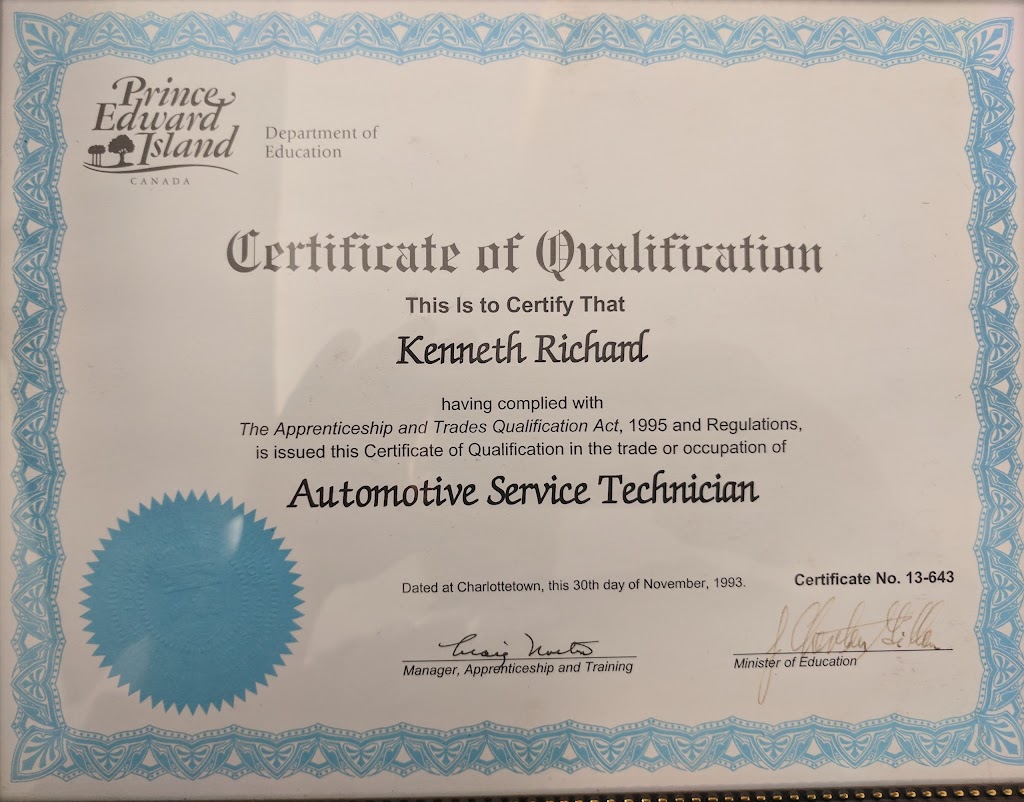 Prince
Edward
Island
CANADA
Department of
Education
Certificate of Qualification
This Is to Certify That
Kenneth Richard
having complied with
The Apprenticeship and Trades Qualification Act, 1995 and Regulations,
is issued this Certificate of Qualification in the trade or occupation of
Automotive Service Technician
Dated at Charlottetown, this 30th day of November, 1993.
Certificate No. 13-643
Craig
Manager, Apprenticeship and Training
Minister of Education